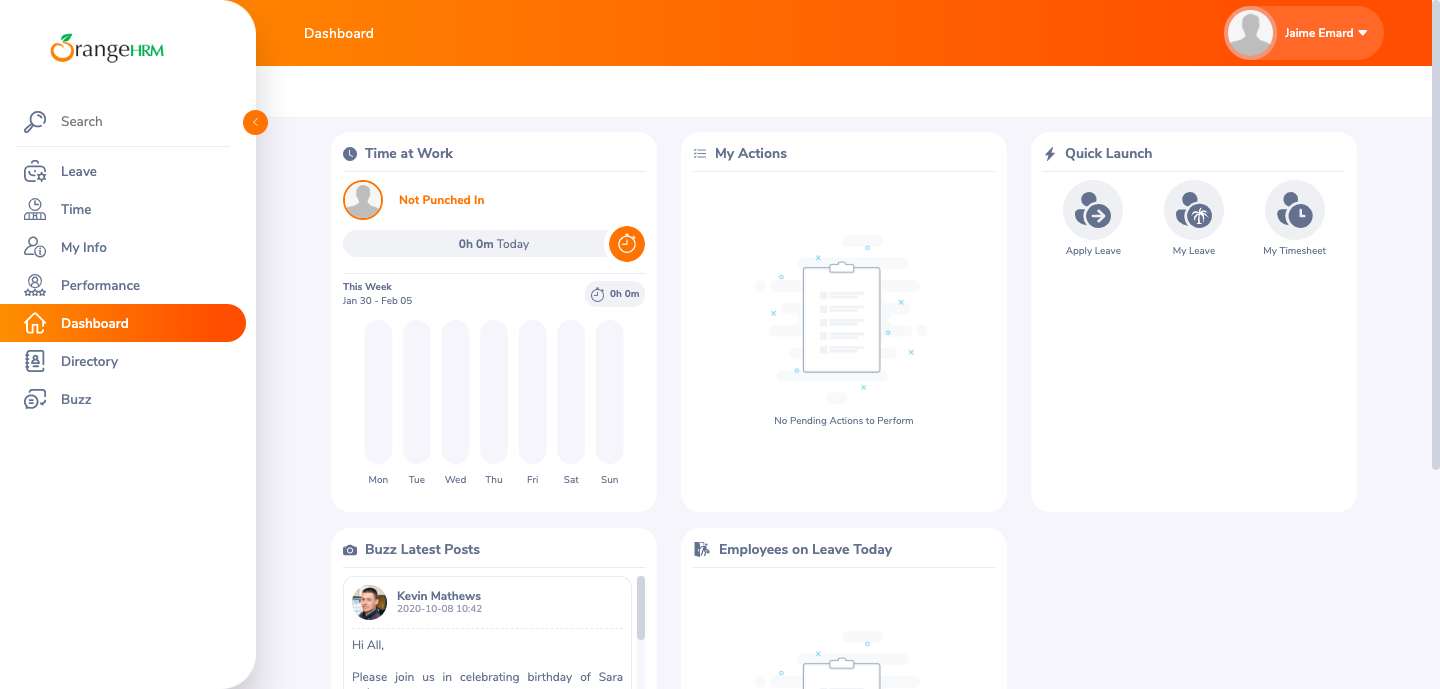 OrangeHRM
Search
Leave
Time
My Info
Performance
Dashboard
Directory
Buzz
Dashboard
Jaime Emard
Time at Work
Not Punched In
0h 0m Today
This Week
Jan 30 - Feb 05
0h 0m
Mon Tue Wed Thu Fri Sat Sun
My Actions
No Pending Actions to Perform
Quick Launch
Apply Leave
My Leave
My Timesheet
Buzz Latest Posts
Kevin Mathews
2020-10-08 10:42
Hi All,
Please join us in celebrating birthday of Sara
Employees on Leave Today